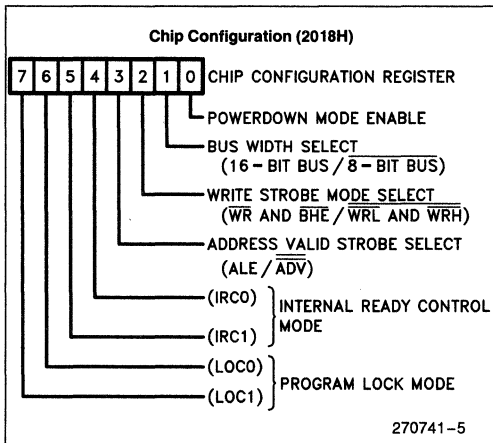 Chip Configuration (2018H)
7 6 5 4 3 2 1 0 CHIP CONFIGURATION REGISTER
POWERDOWN MODE ENABLE
BUS WIDTH SELECT
(16-BIT BUS / 8-BIT BUS)
WRITE STROBE MODE SELECT
(WR AND BHE / WRL AND WRH)
ADDRESS VALID STROBE SELECT
(ALE / ADV)
(IRC0)
INTERNAL READY CONTROL
MODE
(IRC1)
(LOC0)
PROGRAM LOCK MODE
(LOC1)
270741-5